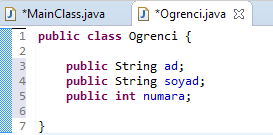 *MainClass.java
*Ogrenci.java
1 public class Ogrenci {
2
3 public String ad;
4 public String soyad;
5 public int numara;
6
7 }